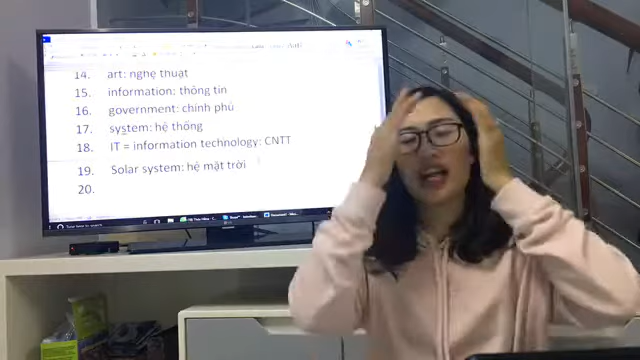 14. art: nghệ thuật
15. information: thông tin
16. government: chính phủ
17. system: hệ thống
18. IT = information technology: CNTT
19. Solar system: hệ mặt trời
20.